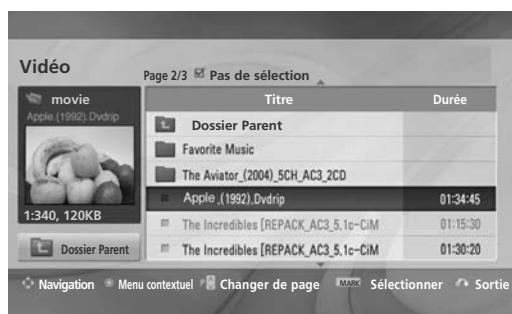 Vidéo
Page 2/3 Pas de sélection
movie
Apple.(1992).Dvdrip
1:340, 120KB
Dossier Parent
Titre Durée
Dossier Parent
Favorite Music
The Aviator_(2004)_5CH_AC3_2CD
Apple_.(1992).Dvdrip 01:34:45
The Incredibles [REPACK_AC3_5.1c-CiM 01:15:30
The Incredibles [REPACK_AC3_5.1c-CiM 01:30:20
Navigation Menu contextuel P Changer de page MARK Sélectionner Sortie